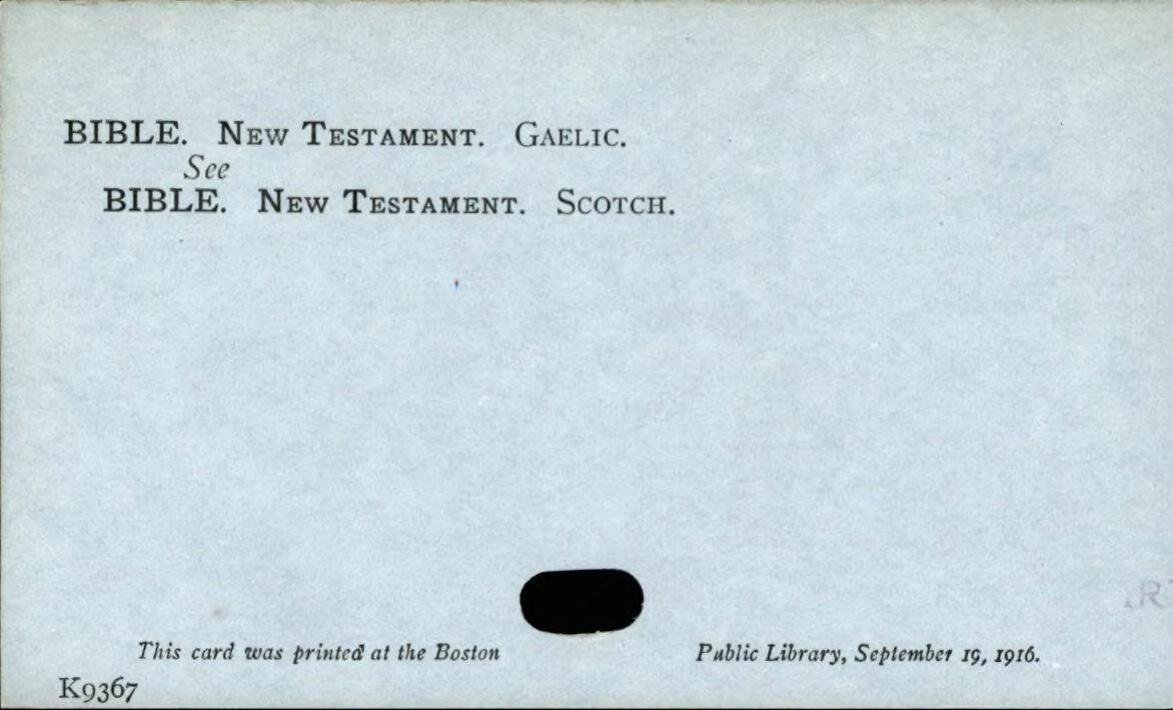 BIBLE. NEW TESTAMENT. GAELIC.
See
BIBLE. NEW TESTAMENT. SCOTCH.
This card was printed at the Boston Public Library, September 19, 1916.
K9367